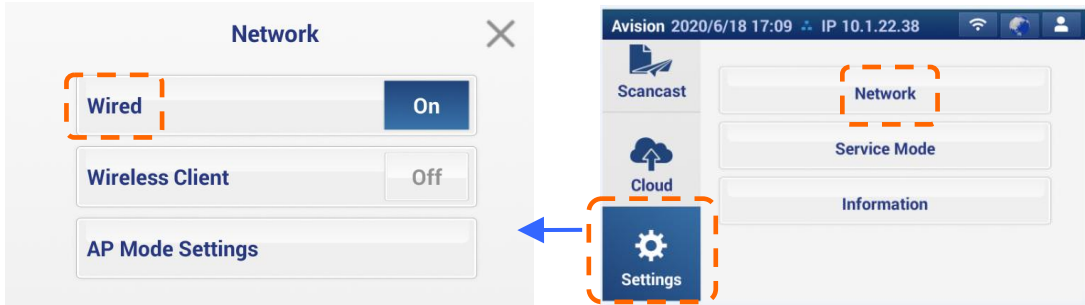 Network
Wired On
Wireless Client Off
AP Mode Settings
Avision 2020/6/18 17:09 IP 10.1.22.38
Scancast
Cloud
Settings
Network
Service Mode
Information